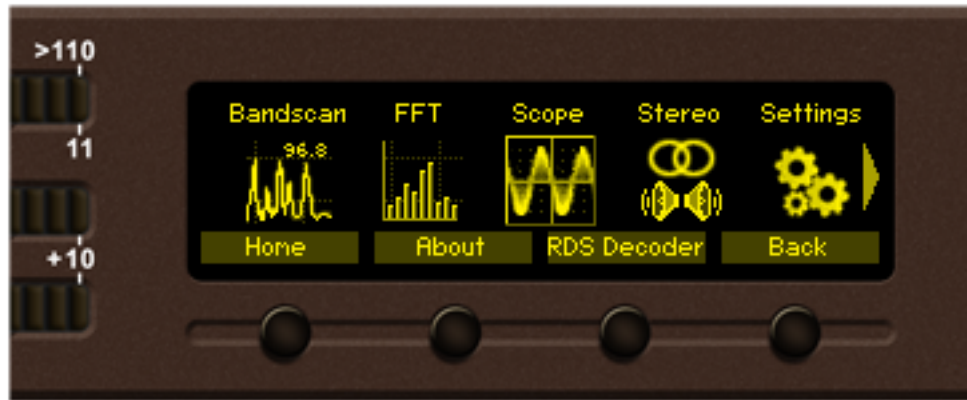 >110
11
+10
Bandscan FFT Scope Stereo Settings
96.8
Home About RDS Decoder Back